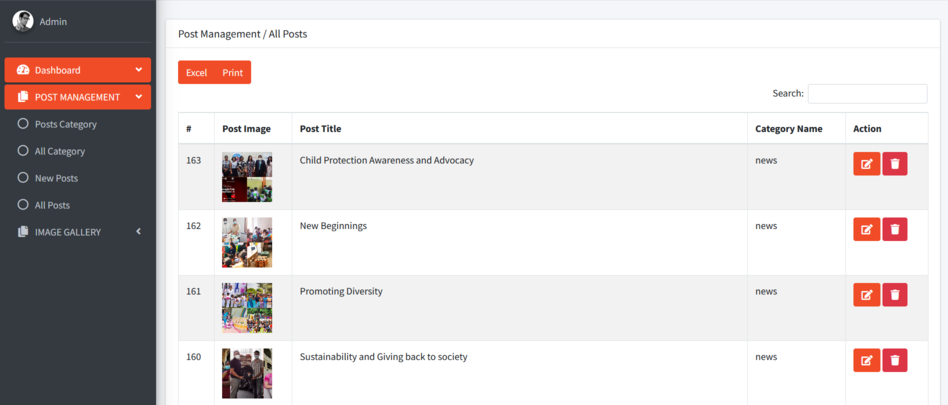 Admin
Dashboard
POST MANAGEMENT
Posts Category
All Category
New Posts
All Posts
IMAGE GALLERY
Post Management / All Posts
Excel Print
Search:
# Post Image Post Title Category Name Action
163 Child Protection Awareness and Advocacy news
162 New Beginnings news
161 Promoting Diversity news
160 Sustainability and Giving back to society news